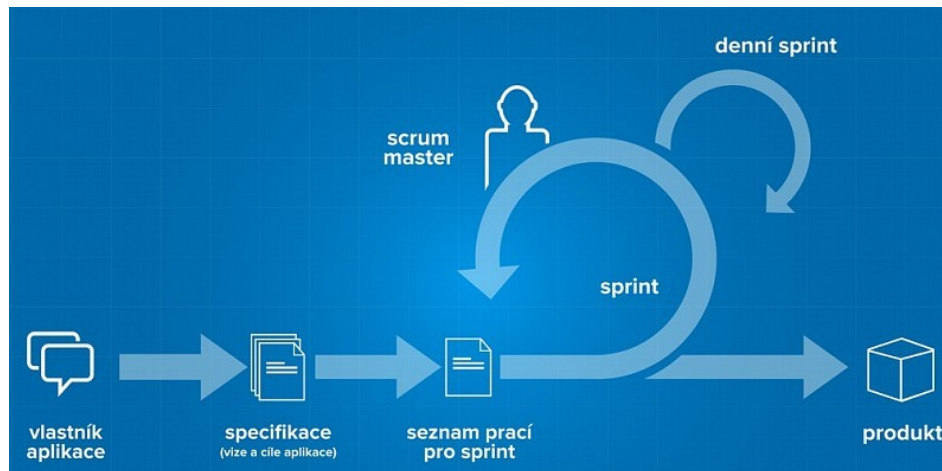 denní sprint
scrum
master
sprint
vlastník
aplikace
specifikace
(vize a cíle aplikace)
seznam prací
pro sprint
produkt